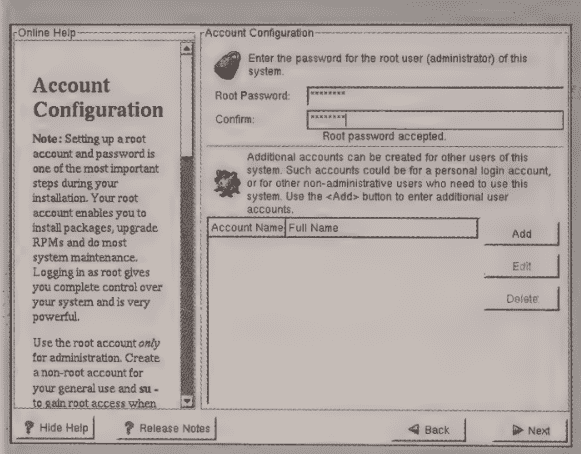 Online Help
Account
Configuration
Note: Setting up a root
account and password is
one of the most important
steps during your
installation. Your root
account enables you to
install packages, upgrade
RPMs and do most
system maintenance.
Logging in as root gives
you complete control over
your system and is very
powerful.
Use the root account only
for administration. Create
a non-root account for
your general use and su -
to gain root access when
Account Configuration
Enter the password for the root user (administrator) of this
system.
Root Password: ********
Confirm: ********
Root password accepted.
Additional accounts can be created for other users of this
system. Such accounts could be for a personal login account,
or for other non-administrative users who need to use this
system. Use the <Add> button to enter additional user
accounts.
Account Name Full Name
Add
Edit
Delete
Hide Help
Release Notes
Back
Next